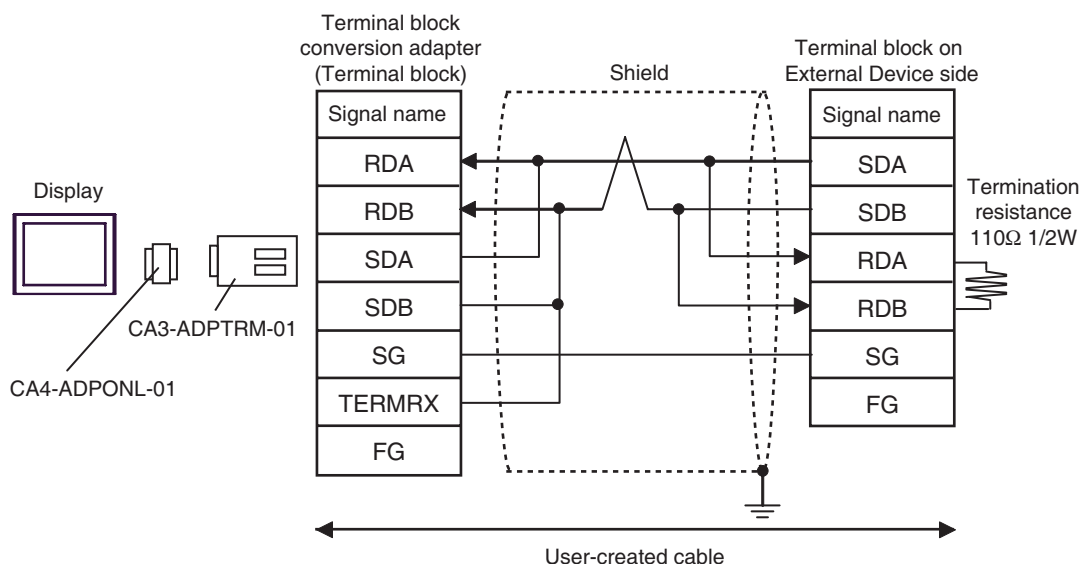 Terminal block
conversion adapter
(Terminal block)
Shield
Terminal block on
External Device side
Signal name
Signal name
RDA
SDA
Display
RDB
SDB
Termination
resistance
110Ω 1/2W
SDA
RDA
CA3-ADPTRM-01
SDB
RDB
CA4-ADPONL-01
SG
SG
TERMRX
FG
FG
User-created cable